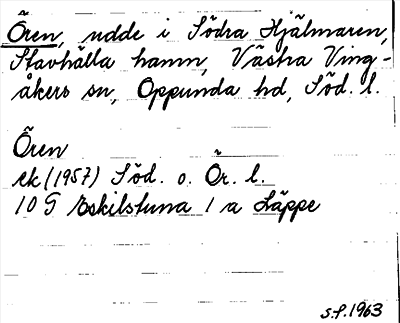 Ören, udde i Södra Hjälmaren,
Stavhälla hamn, Västra Ving-
åkers sn, Oppunda hd, Söd. l.
Ören
ek (1957) Söd. o. Ör. l.
10 G Eskilstuna 1 a Läppe
s.f. 1963